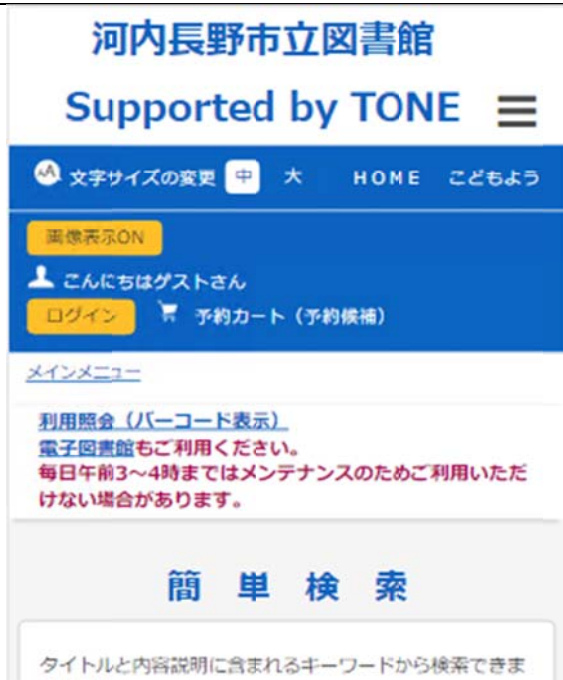 河内長野市立図書館
Supported by TONE
文字サイズの変更 中 大 HOME こどもよう
画像表示ON
こんにちはゲストさん
ログイン 予約カート（予約候補）
メインメニュー
利用照会（バーコード表示）
電子図書館もご利用ください。
毎日午前3～4時まではメンテナンスのためご利用いただ
けない場合があります。
簡単検索
タイトルと内容説明に含まれるキーワードから検索できま